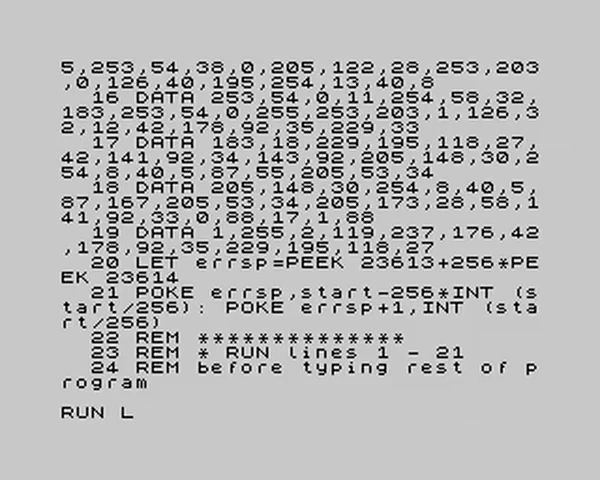 5,253,54,38,0,205,122,28,253,203
,0,126,40,195,254,13,40,8
16 DATA 253,54,0,11,254,58,32,
183,253,54,0,255,253,203,1,126,3
2,12,42,178,92,35,229,33
17 DATA 183,18,229,195,118,27,
42,141,92,34,143,92,205,148,30,2
54,8,40,5,87,55,205,53,34
18 DATA 205,148,30,254,8,40,5,
87,167,205,53,34,205,173,28,58,1
41,92,33,0,88,17,1,88
19 DATA 1,255,2,119,237,176,42
,178,92,35,229,195,118,27
20 LET errsp=PEEK 23613+256*PE
EK 23614
21 POKE errsp,start-256*INT (s
tart/256): POKE errsp+1,INT (sta
rt/256)
22 REM **************
23 REM * RUN lines 1 - 21
24 REM before typing rest of p
rogram
RUN L